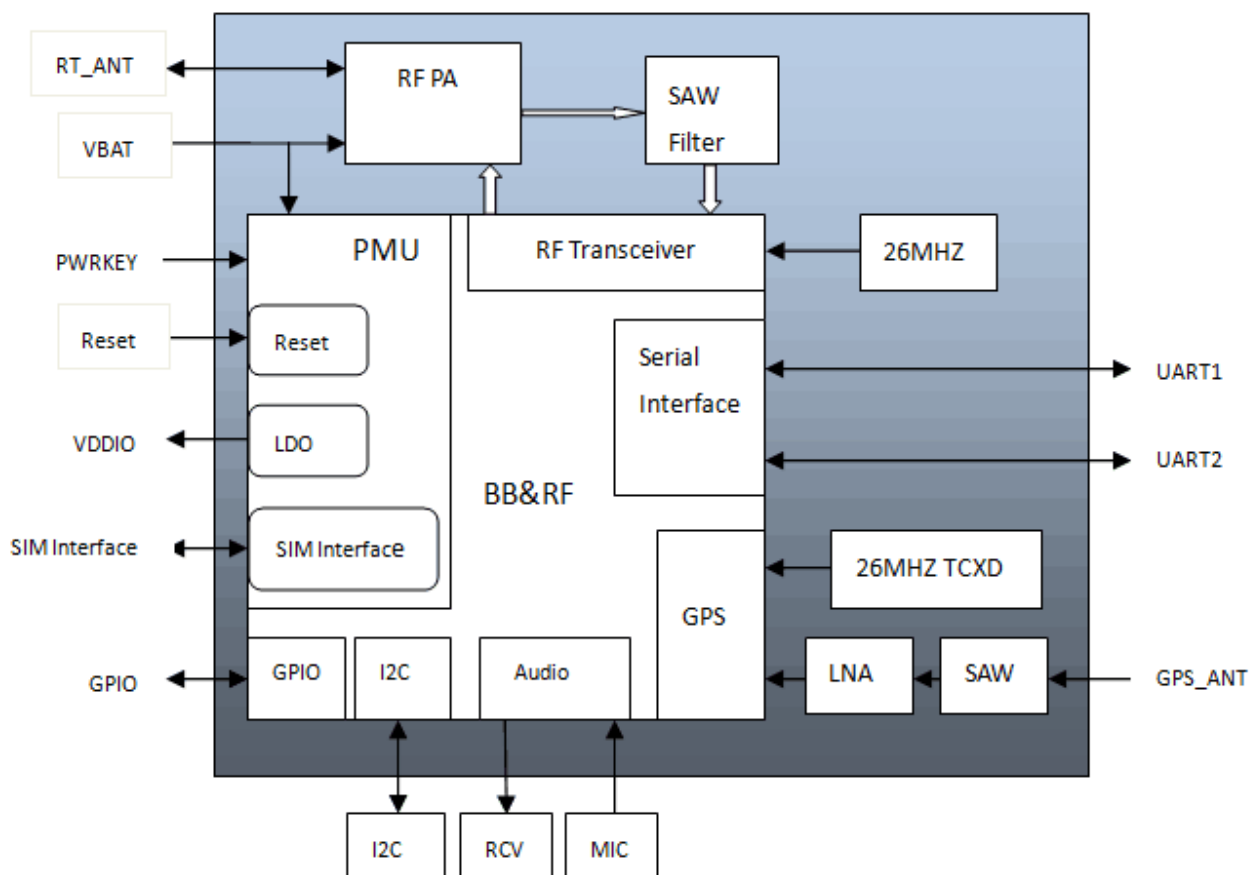 RT_ANT
RF PA
SAW
Filter
VBAT
PMU
RF Transceiver
26MHZ
PWRKEY
Reset
Reset
Serial
Interface
UART1
VDDIO
LDO
UART2
BB&RF
SIM Interface
SIM Interface
26MHZ TCXD
GPS
GPIO
GPIO
I2C
Audio
LNA
SAW
GPS_ANT
I2C
RCV
MIC